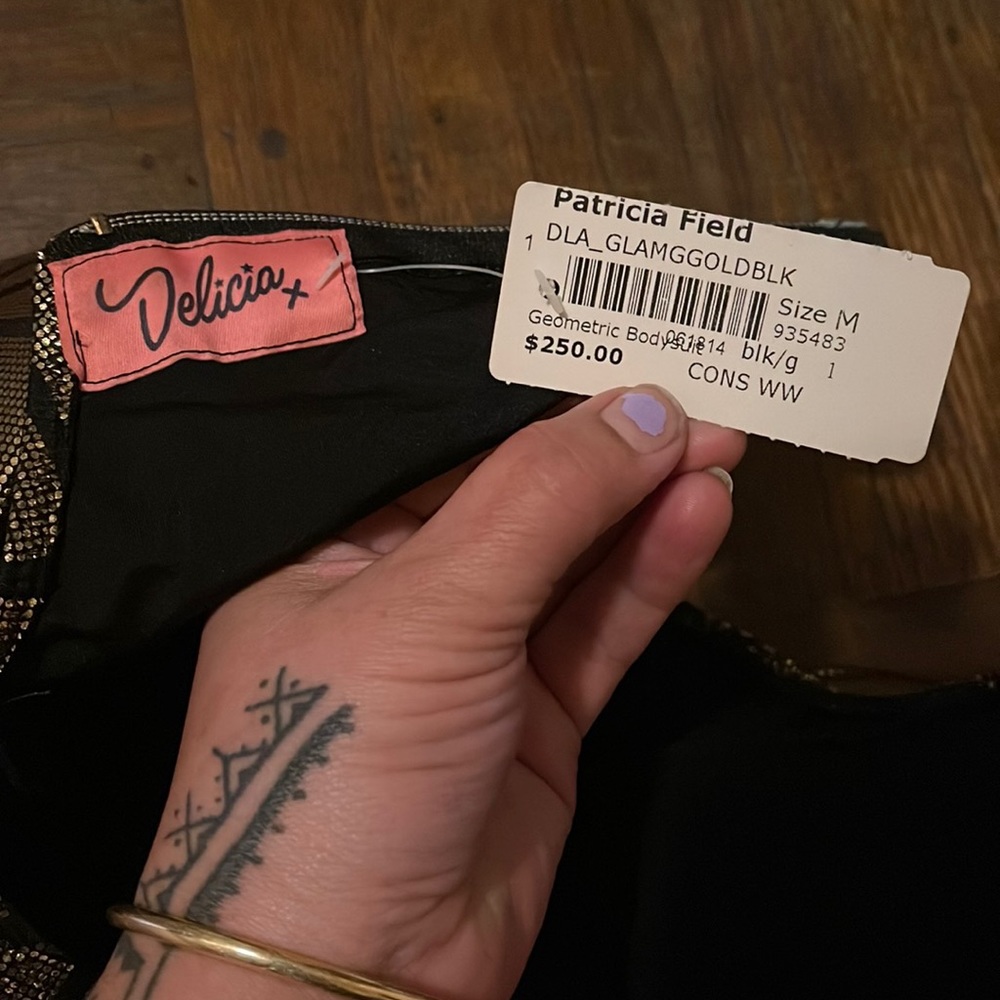 Delicia
Patricia Field
1 DLA_GLAMGGOLDBLK
Size M
935483
Geometric Bodysuit 061814 blk/g 1
$250.00
CONS WW